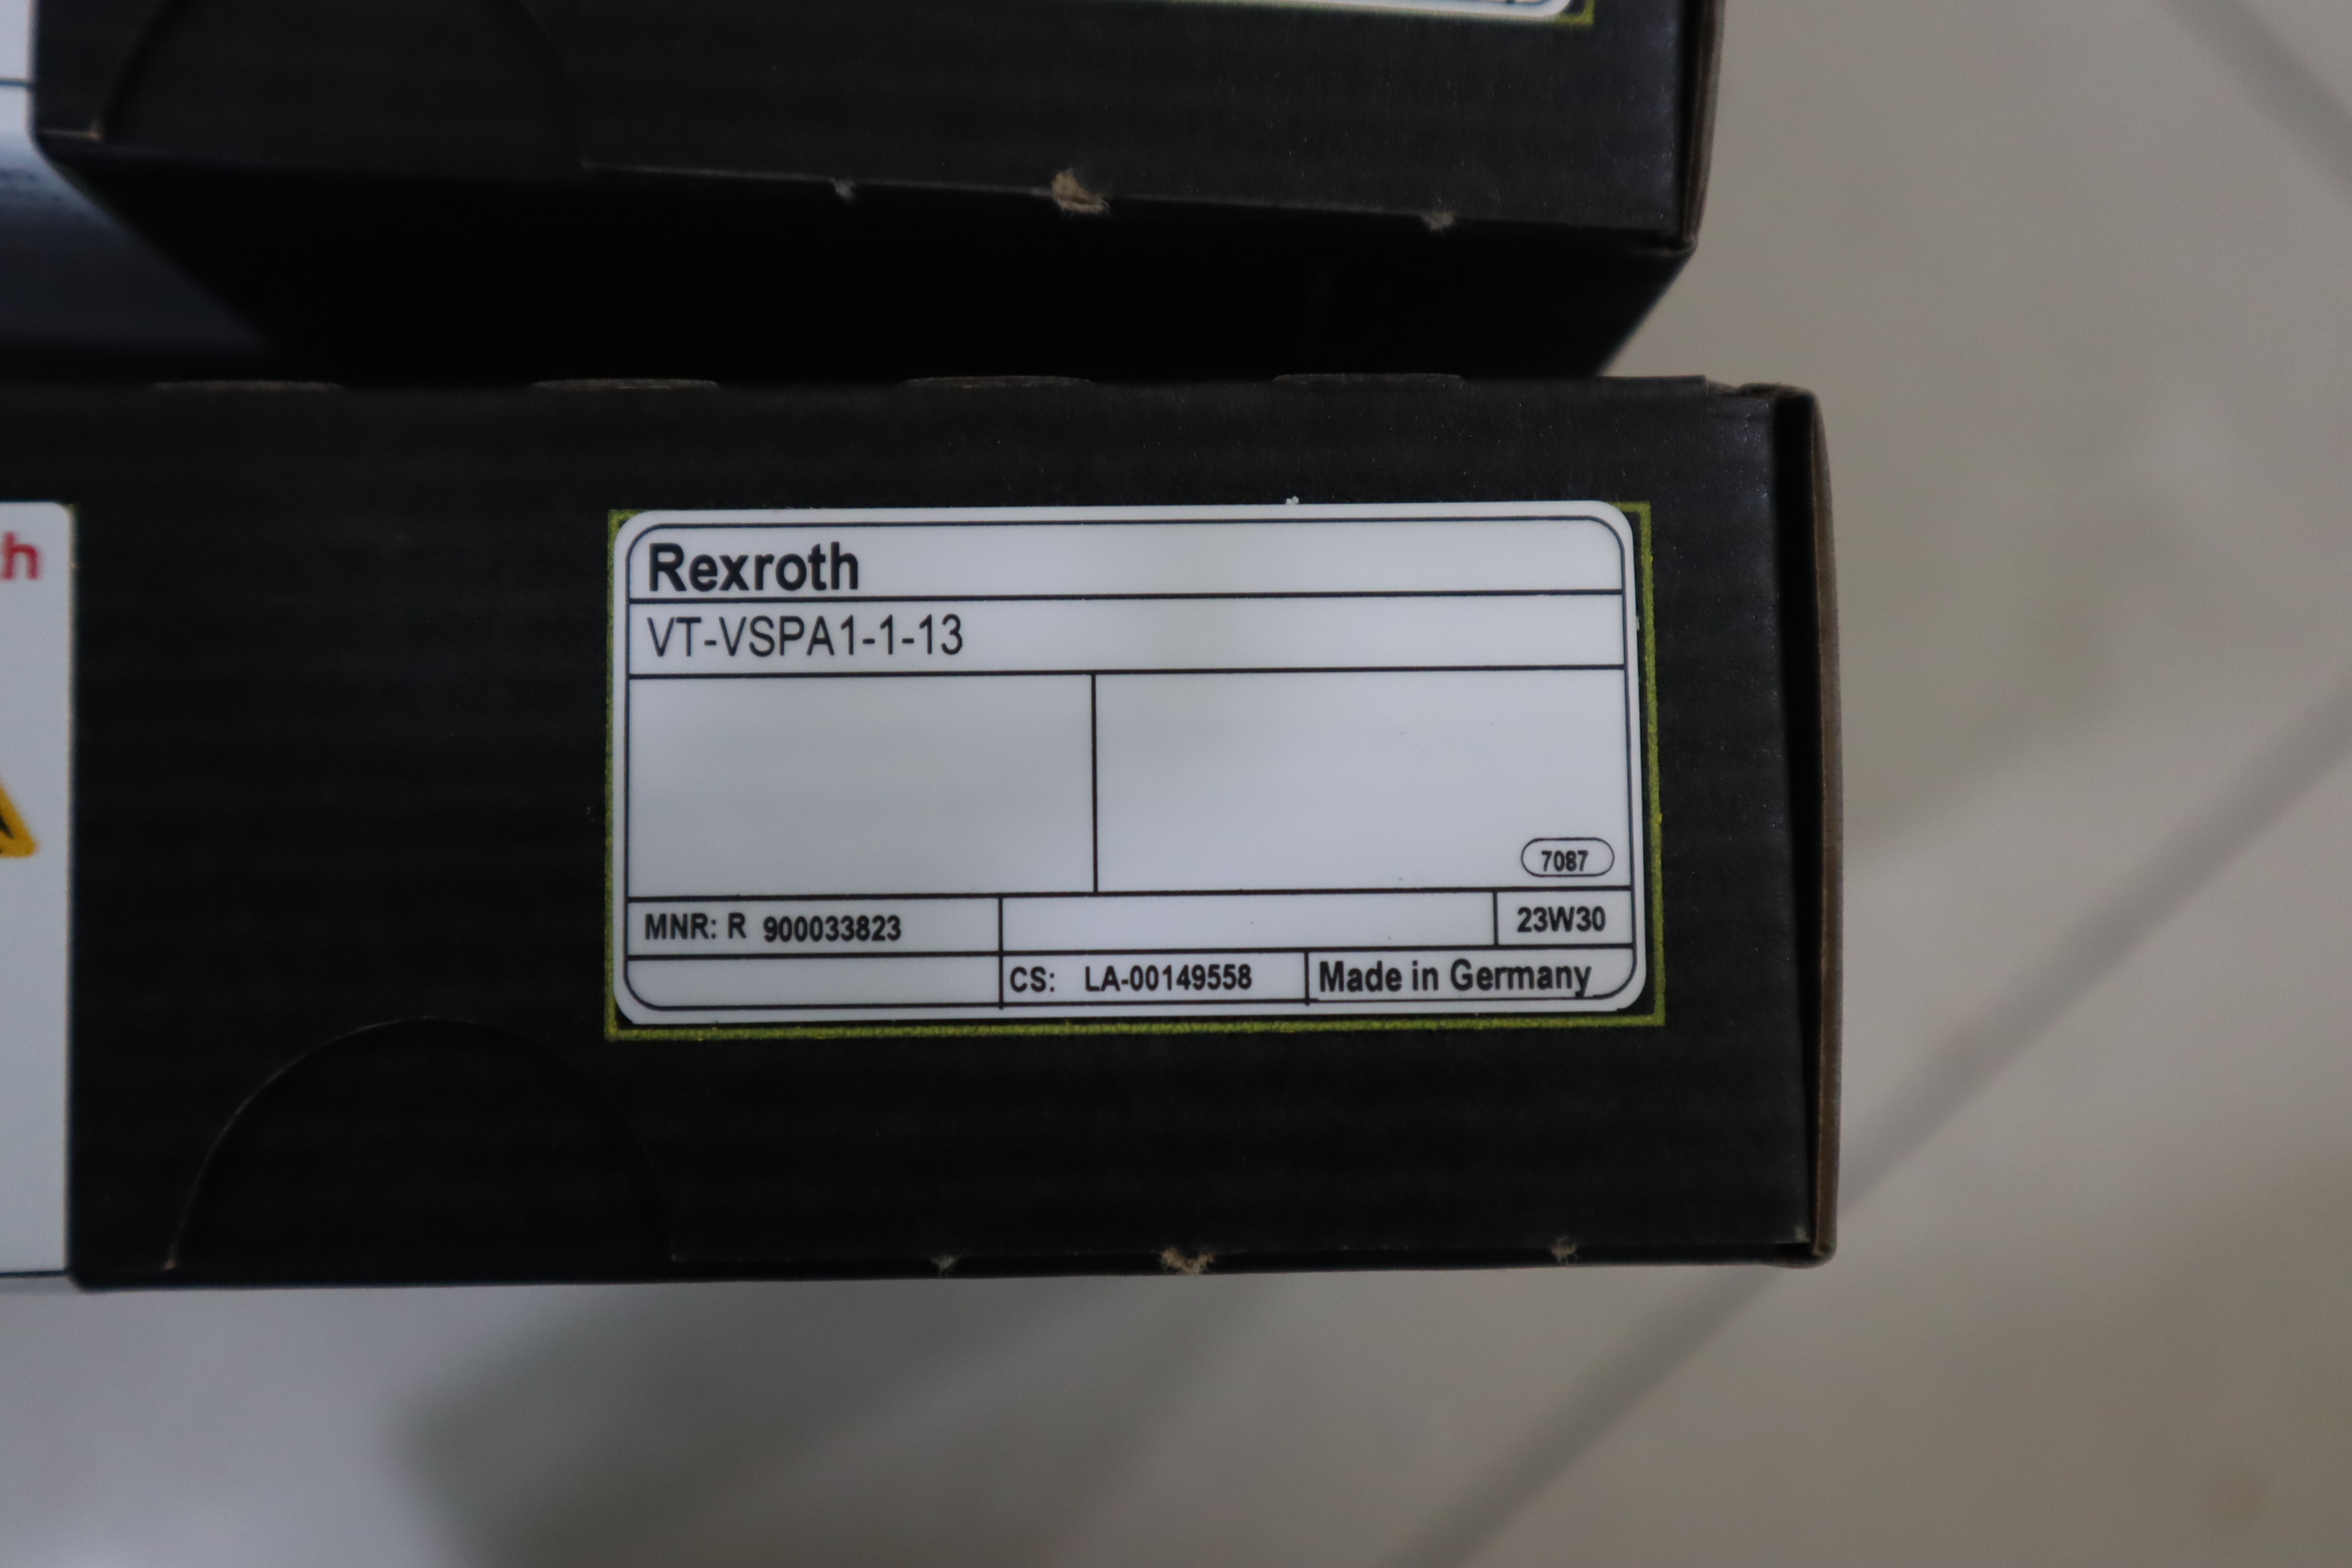 Rexroth
VT-VSPA1-1-13
7087
MNR: R 900033823
23W30
CS: LA-00149558
Made in Germany
h